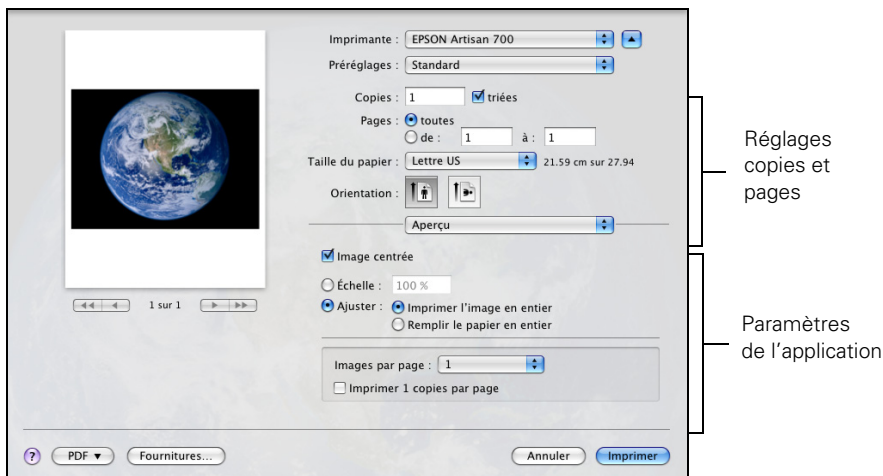 Imprimante : EPSON Artisan 700
Préréglages : Standard
Copies : 1 triées
Pages : toutes
de : 1 à : 1
Taille du papier : Lettre US 21.59 cm sur 27.94
Orientation :
Aperçu
Image centrée
Échelle : 100 %
Ajuster : Imprimer l'image en entier
Remplir le papier en entier
1 sur 1
Images par page : 1
Imprimer 1 copies par page
? PDF Fournitures... Annuler Imprimer
Réglages
copies et
pages
Paramètres
de l'application